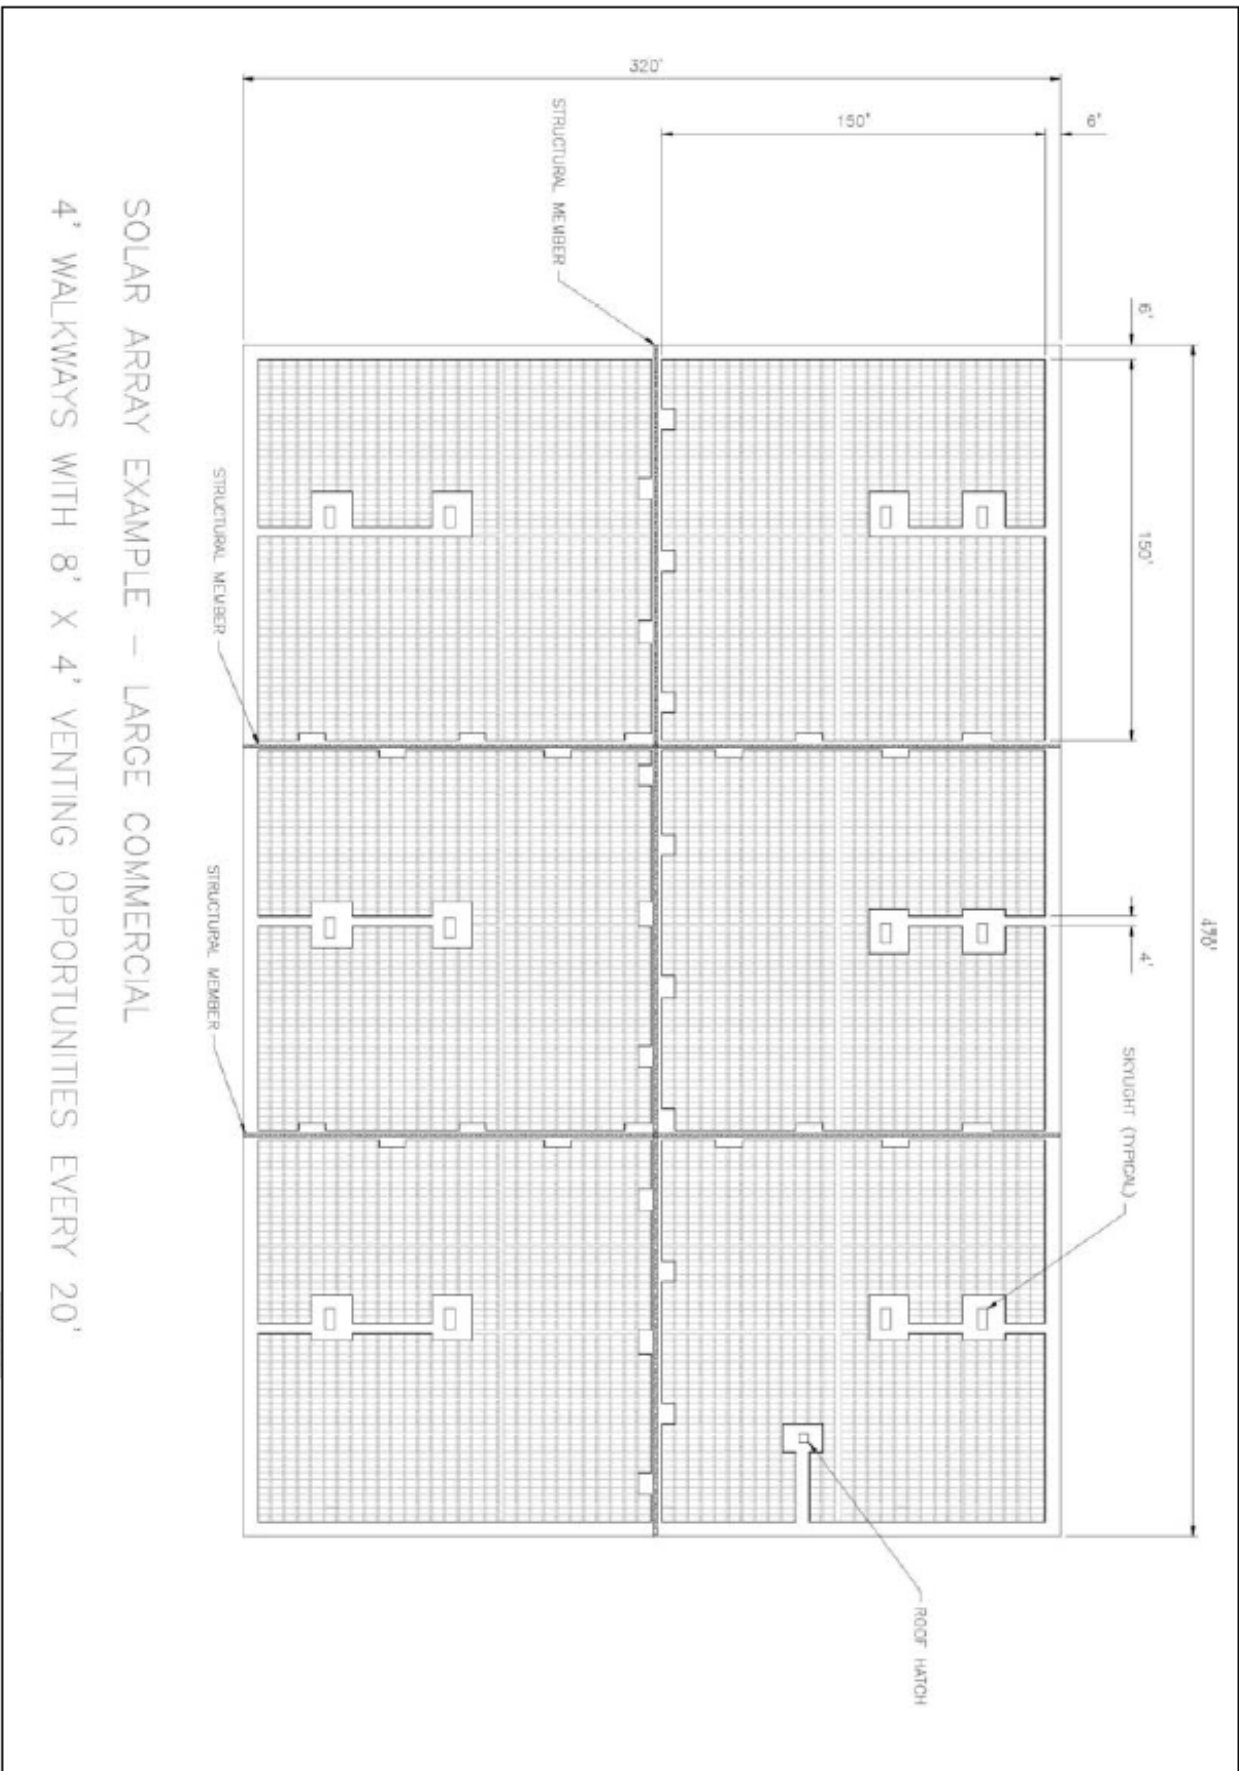 320'
150'
6'
STRUCTURAL MEMBER
6'
150'
4'
SKYLIGHT (TYPICAL)
ROOF HATCH
STRUCTURAL MEMBER
STRUCTURAL MEMBER
SOLAR ARRAY EXAMPLE - LARGE COMMERCIAL
4' WALKWAYS WITH 8' X 4' VENTING OPPORTUNITIES EVERY 20'